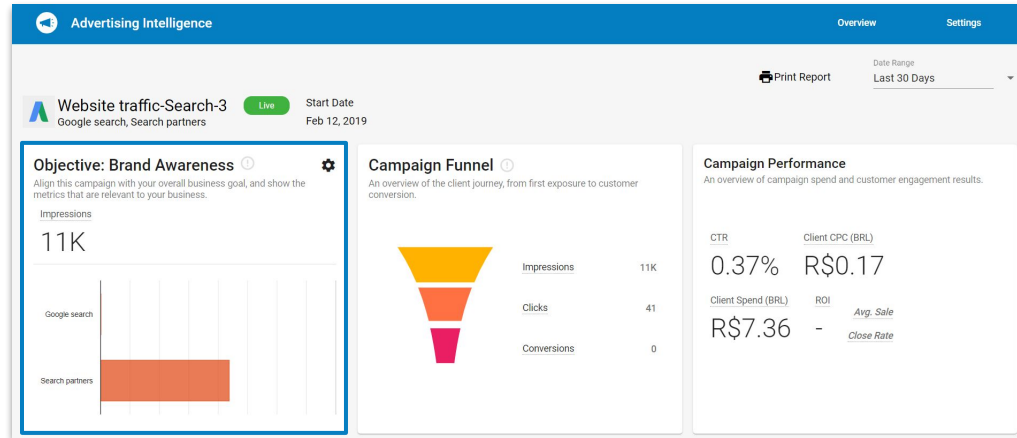 Advertising Intelligence
Overview
Settings
Print Report
Date Range
Last 30 Days
Website traffic-Search-3
Live
Google search, Search partners
Start Date
Feb 12, 2019
Objective: Brand Awareness
Align this campaign with your overall business goal, and show the
metrics that are relevant to your business.
Impressions
11K
Google search
Search partners
Campaign Funnel
An overview of the client journey, from first exposure to customer
conversion.
Impressions 11K
Clicks 41
Conversions 0
Campaign Performance
An overview of campaign spend and customer engagement results.
CTR Client CPC (BRL)
0.37% R$0.17
Client Spend (BRL) ROI
R$7.36 -
Avg. Sale
Close Rate